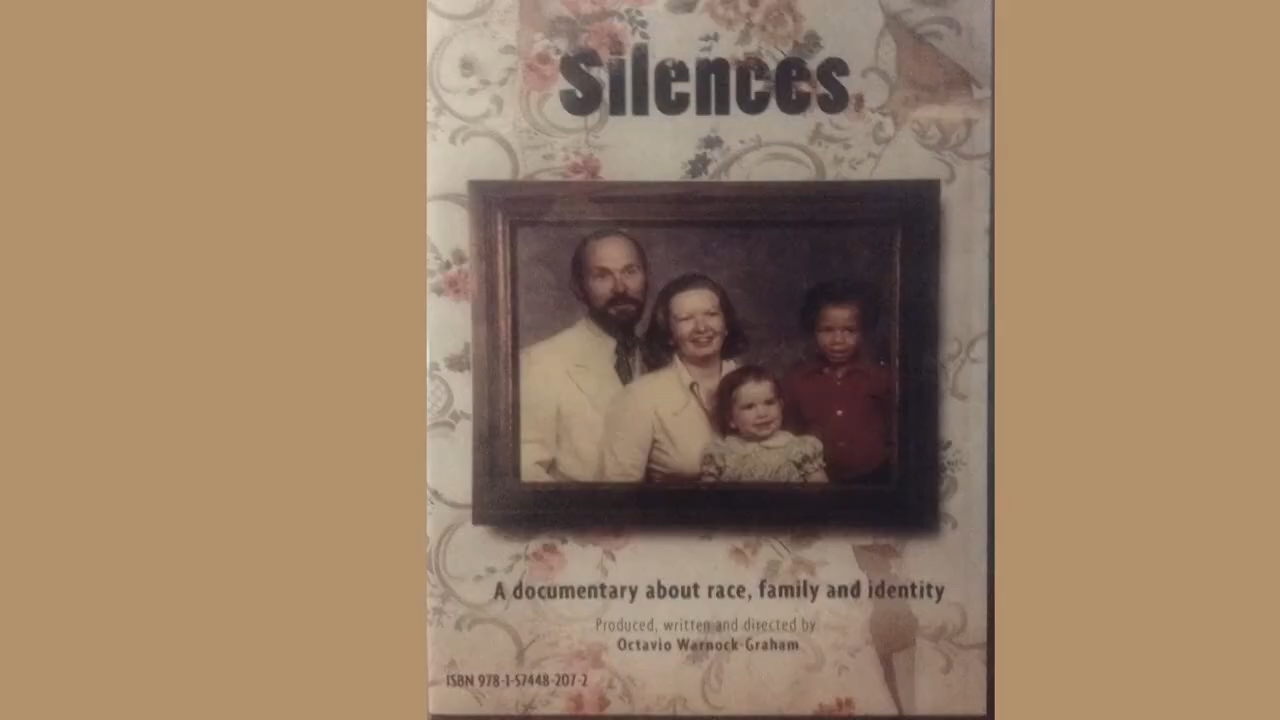 Silences
A documentary about race, family and identity
Produced, written and directed by
Octavio Warnock-Graham
ISBN 978-1-57448-207-2